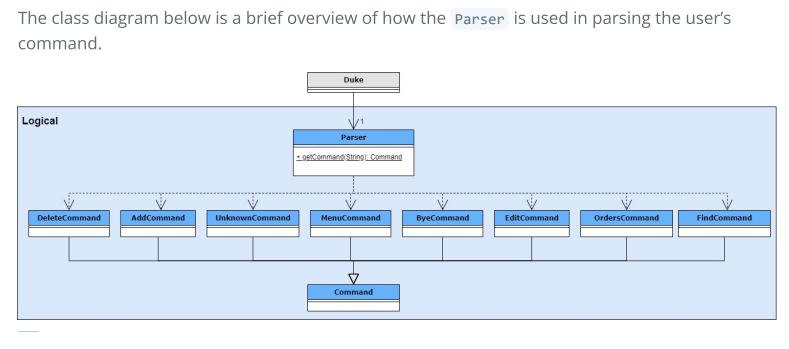 The class diagram below is a brief overview of how the Parser is used in parsing the user’s
command.
Duke
Logical
1
Parser
+ getCommand(String): Command
DeleteCommand AddCommand UnknownCommand MenuCommand ByeCommand EditCommand OrdersCommand FindCommand
Command